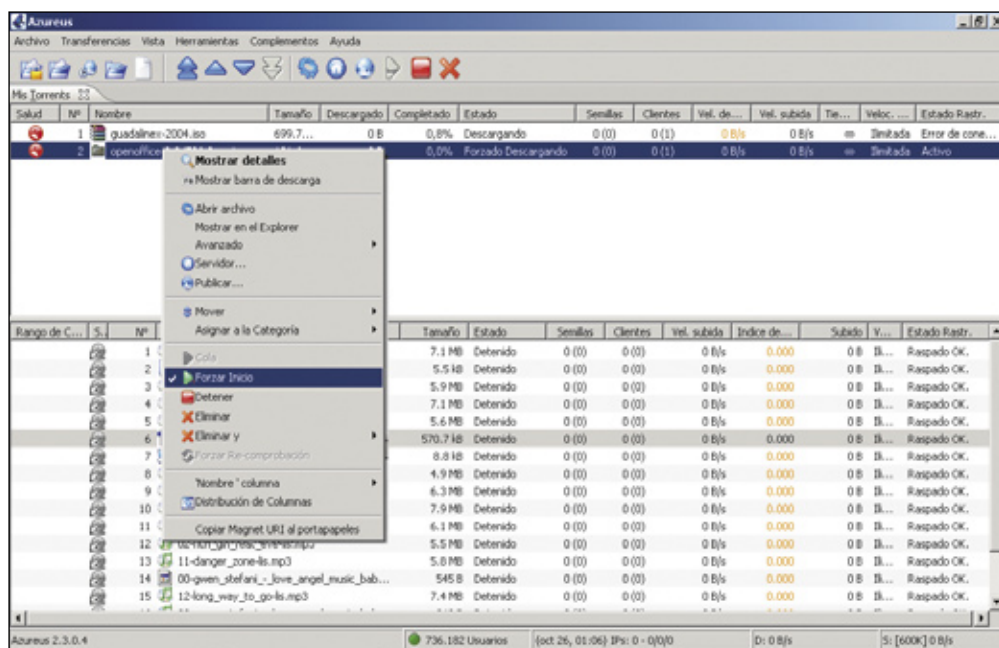 Azureus
Archivo Transferencias Vista Herramientas Complementos Ayuda
Mis Torrents
Salud Nº Nombre Tamaño Descargado Completado Estado Semillas Clientes Vel. de... Vel. subida Tie... Veloc. ... Estado Rastr.
1 guadalinex-2004.iso 699.7... 0 B 0,8% Descargando 0 (0) 0 (1) 0 B/s 0 B/s ∞ Ilimitada Error de cone...
2 openoffice 0,0% Forzado Descargando 0 (0) 0 (1) 0 B/s 0 B/s ∞ Ilimitada Activo
Mostrar detalles
Mostrar barra de descarga
Abrir archivo
Mostrar en el Explorer
Avanzado
Servidor...
Publicar...
Mover
Asignar a la Categoría
Cola
Forzar Inicio
Detener
Eliminar
Eliminar y
Forzar Re-comprobación
'Nombre' columna
Distribución de Columnas
Copiar Magnet URI al portapapeles
Rango de C... S. Nº Tamaño Estado Semillas Clientes Vel. subida Indice de... Subido V... Estado Rastr.
1 7.1 MB Detenido 0 (0) 0 (0) 0 B/s 0.000 0 B Il... Raspado OK.
2 5.5 kB Detenido 0 (0) 0 (0) 0 B/s 0.000 0 B Il... Raspado OK.
3 5.9 MB Detenido 0 (0) 0 (0) 0 B/s 0.000 0 B Il... Raspado OK.
4 7.1 MB Detenido 0 (0) 0 (0) 0 B/s 0.000 0 B Il... Raspado OK.
5 5.6 MB Detenido 0 (0) 0 (0) 0 B/s 0.000 0 B Il... Raspado OK.
6 570.7 kB Detenido 0 (0) 0 (0) 0 B/s 0.000 0 B Il... Raspado OK.
7 8.8 kB Detenido 0 (0) 0 (0) 0 B/s 0.000 0 B Il... Raspado OK.
8 4.9 MB Detenido 0 (0) 0 (0) 0 B/s 0.000 0 B Il... Raspado OK.
9 6.3 MB Detenido 0 (0) 0 (0) 0 B/s 0.000 0 B Il... Raspado OK.
10 7.9 MB Detenido 0 (0) 0 (0) 0 B/s 0.000 0 B Il... Raspado OK.
11 6.1 MB Detenido 0 (0) 0 (0) 0 B/s 0.000 0 B Il... Raspado OK.
12 5.5 MB Detenido 0 (0) 0 (0) 0 B/s 0.000 0 B Il... Raspado OK.
13 11-danger_zone-lis.mp3 5.8 MB Detenido 0 (0) 0 (0) 0 B/s 0.000 0 B Il... Raspado OK.
14 00-gwen_stefani_-_love_angel_music_bab... 545 B Detenido 0 (0) 0 (0) 0 B/s 0.000 0 B Il... Raspado OK.
15 12-long_way_to_go-lis.mp3 7.4 MB Detenido 0 (0) 0 (0) 0 B/s 0.000 0 B Il... Raspado OK.
Azureus 2.3.0.4 736.182 Usuarios {oct 26, 01:06} IPs: 0 - 0/0/0 D: 0 B/s S: [600K] 0 B/s